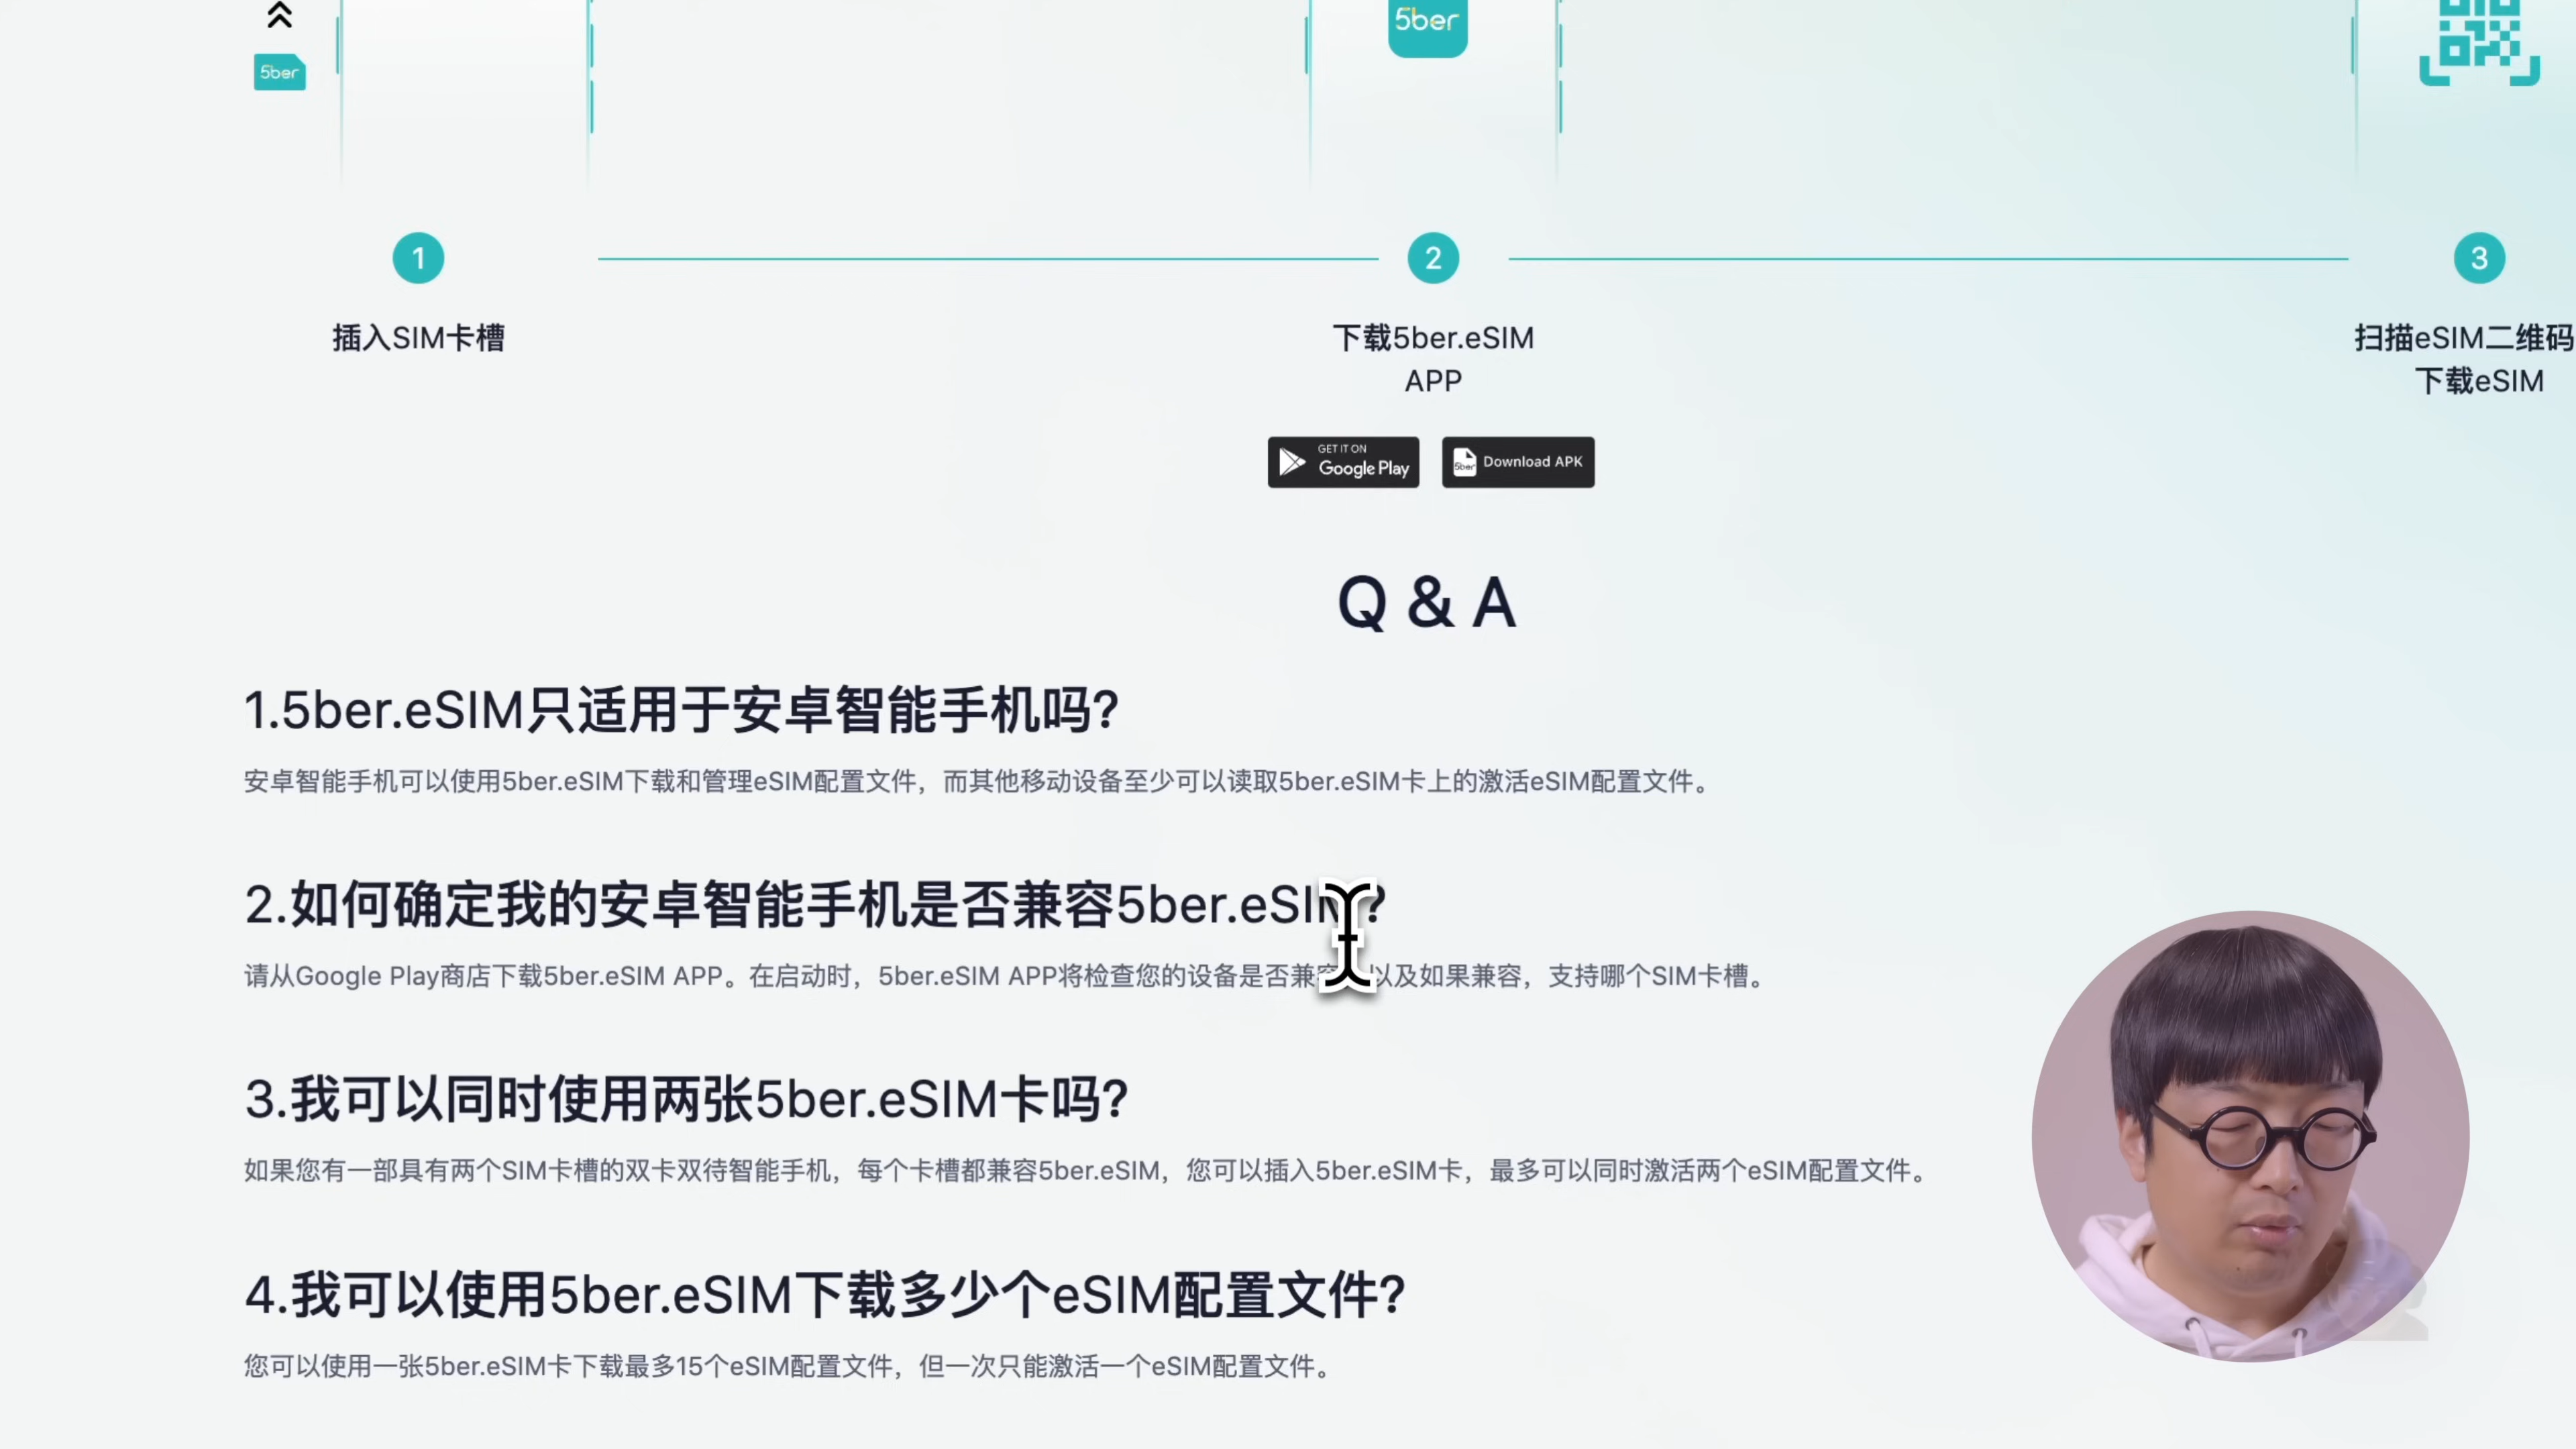 5ber
5ber
1
2
3
插入SIM卡槽
下载5ber.eSIM
APP
扫描eSIM二维码
下载eSIM
GET IT ON
Google Play
5ber
Download APK
Q & A
1.5ber.eSIM只适用于安卓智能手机吗?
安卓智能手机可以使用5ber.eSIM下载和管理eSIM配置文件，而其他移动设备至少可以读取5ber.eSIM卡上的激活eSIM配置文件。
2.如何确定我的安卓智能手机是否兼容5ber.eSIM?
请从Google Play商店下载5ber.eSIM APP。在启动时，5ber.eSIM APP将检查您的设备是否兼容 以及如果兼容，支持哪个SIM卡槽。
3.我可以同时使用两张5ber.eSIM卡吗?
如果您有一部具有两个SIM卡槽的双卡双待智能手机，每个卡槽都兼容5ber.eSIM，您可以插入5ber.eSIM卡，最多可以同时激活两个eSIM配置文件。
4.我可以使用5ber.eSIM下载多少个eSIM配置文件?
您可以使用一张5ber.eSIM卡下载最多15个eSIM配置文件，但一次只能激活一个eSIM配置文件。